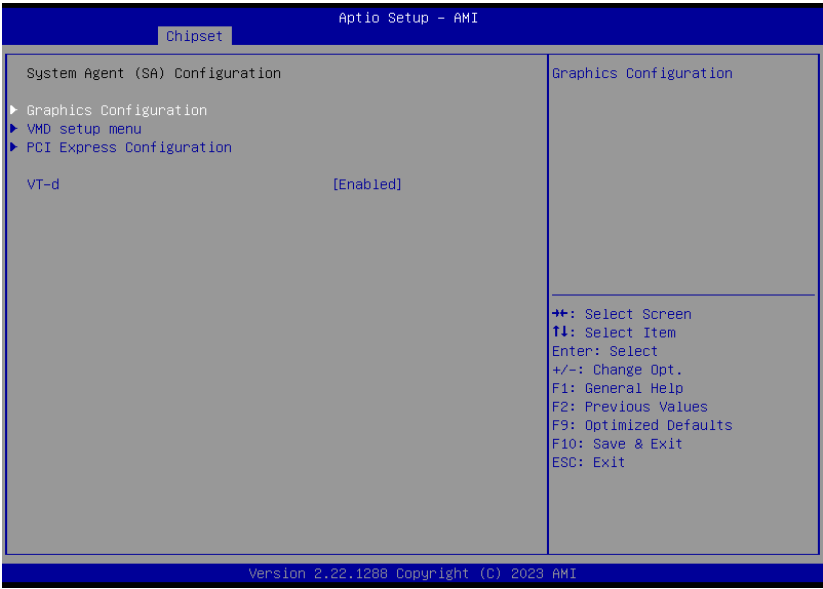 Aptio Setup – AMI
Chipset
System Agent (SA) Configuration
Graphics Configuration
VMD setup menu
PCI Express Configuration
VT-d [Enabled]
Graphics Configuration
→←: Select Screen
↑↓: Select Item
Enter: Select
+/-: Change Opt.
F1: General Help
F2: Previous Values
F9: Optimized Defaults
F10: Save & Exit
ESC: Exit
Version 2.22.1288 Copyright (C) 2023 AMI